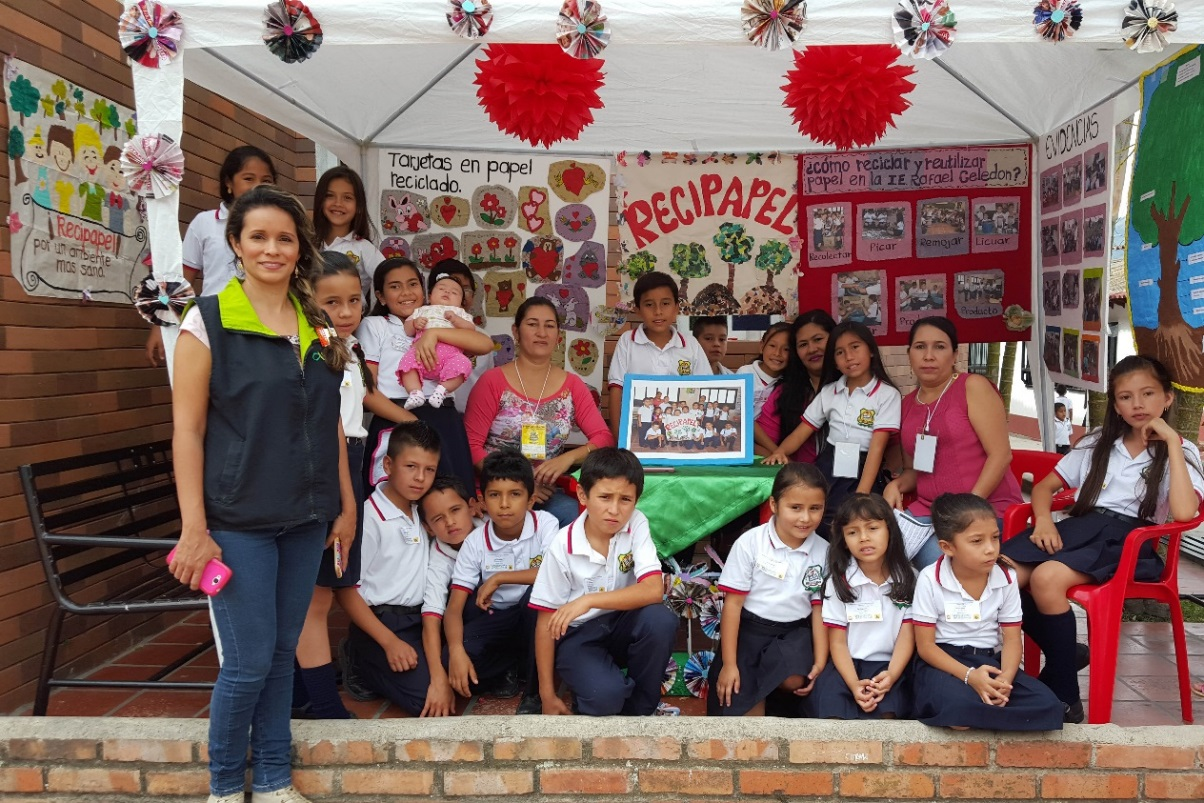 Tarjetas en papel
reciclado.
RECIPAPEL
¿cómo reciclar y reutilizar
papel en la IE Rafael Celedon?
Recolectar
Picar
Remojar
Licuar
Producto
EVIDENCIAS
Recipapel
por un ambiente
mas sano
RECIPAPEL